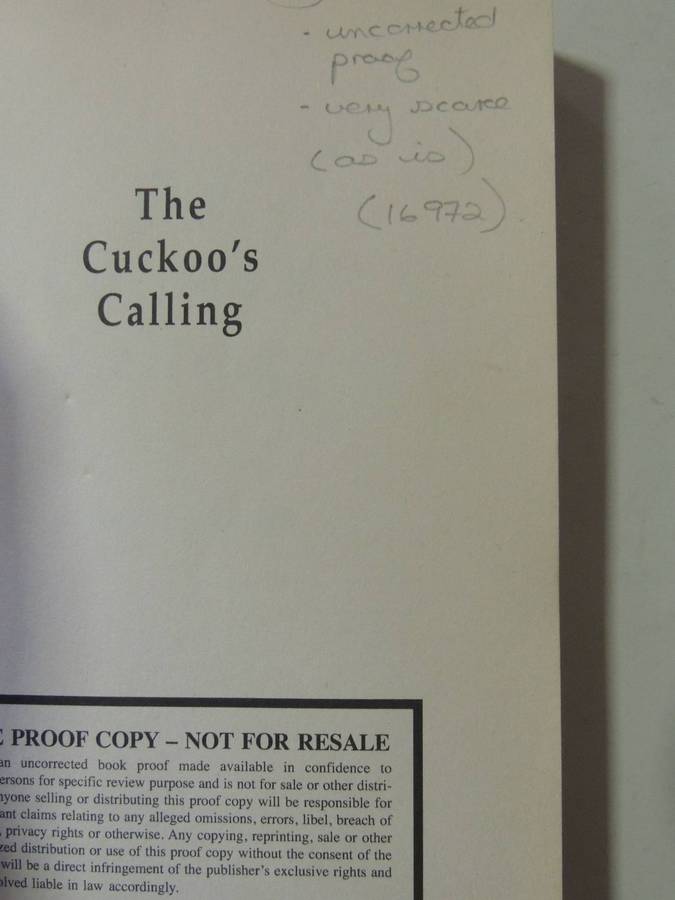 - uncorrected
proof
- very scarce
(as is)
(16972)
The
Cuckoo's
Calling
PROOF COPY – NOT FOR RESALE
an uncorrected book proof made available in confidence to
ersons for specific review purpose and is not for sale or other distri-
nyone selling or distributing this proof copy will be responsible for
ant claims relating to any alleged omissions, errors, libel, breach of
, privacy rights or otherwise. Any copying, reprinting, sale or other
zed distribution or use of this proof copy without the consent of the
will be a direct infringement of the publisher's exclusive rights and
olved liable in law accordingly.